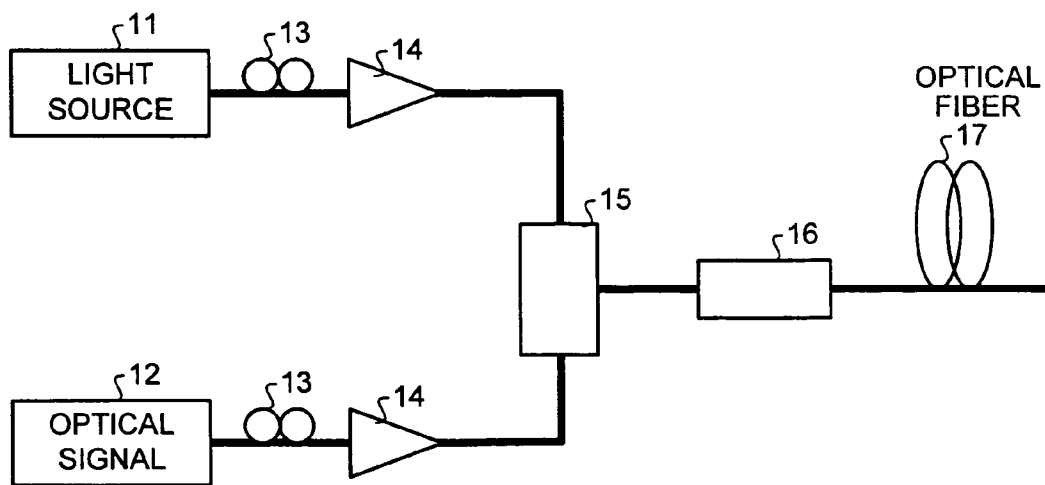 11
LIGHT
SOURCE
13
14
OPTICAL
FIBER
17
15
16
12
OPTICAL
SIGNAL
13
14